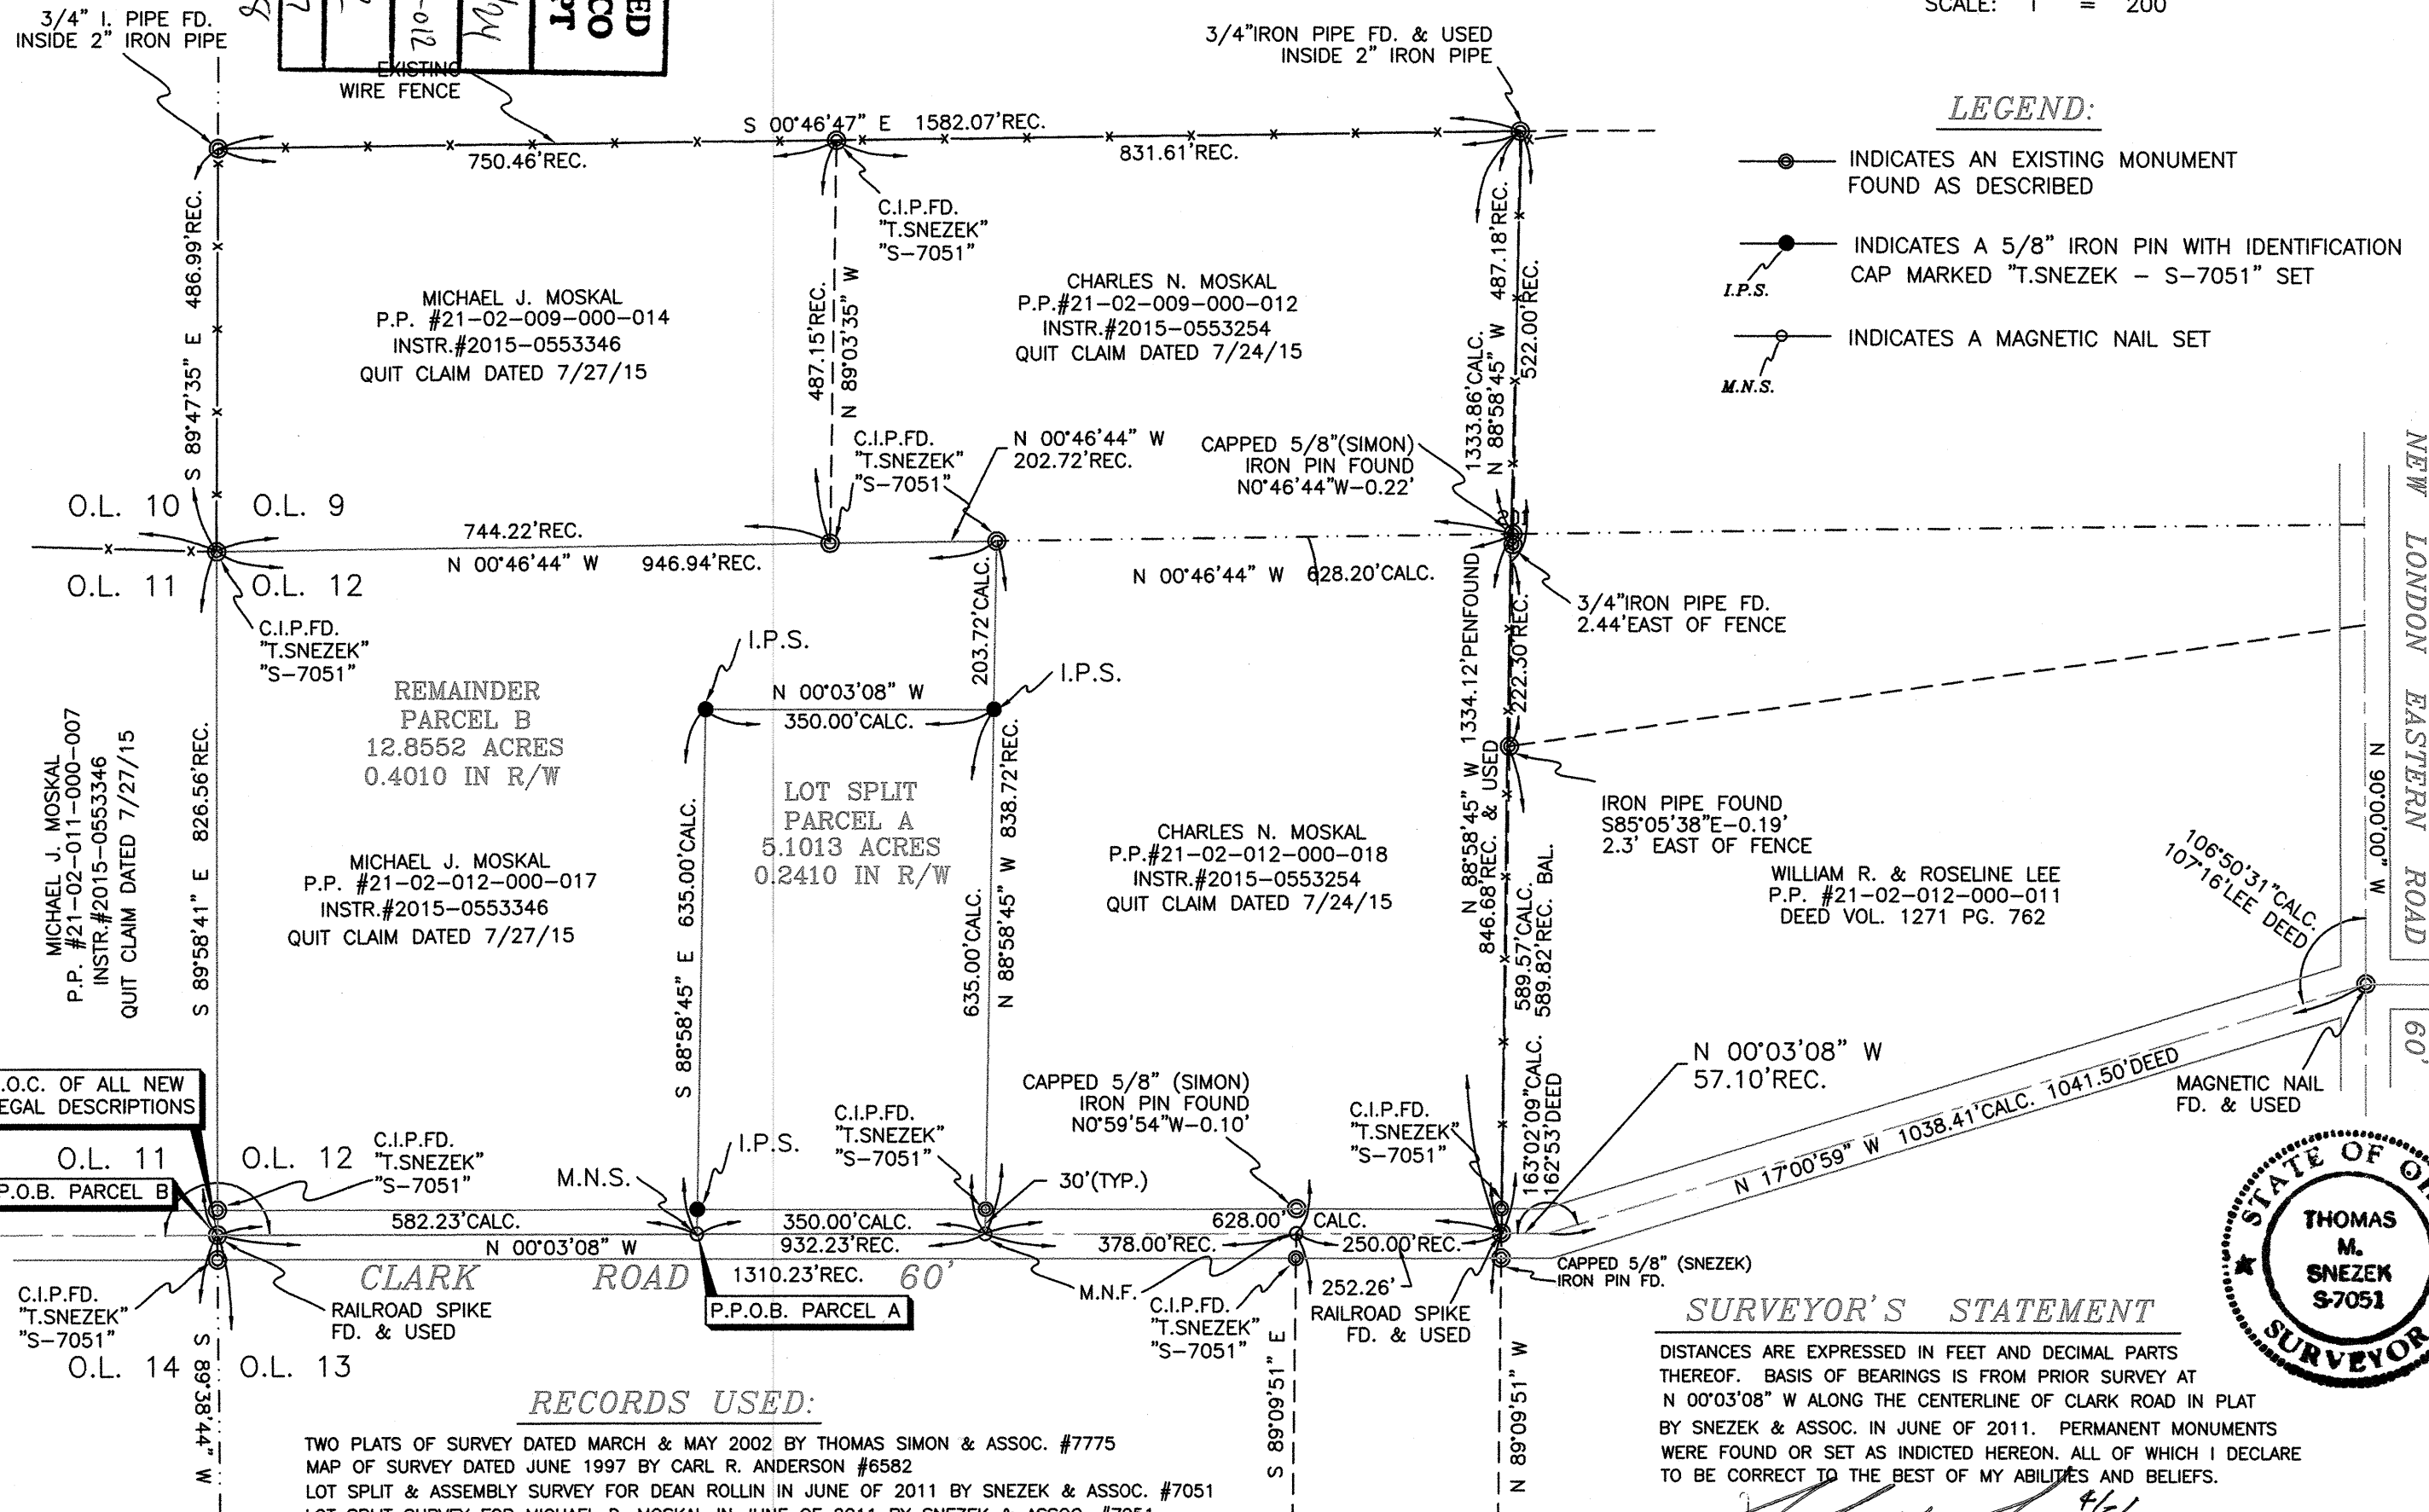 3/4" I. PIPE FD.
INSIDE 2" IRON PIPE
-012
EXISTING
WIRE FENCE
3/4"IRON PIPE FD. & USED
INSIDE 2" IRON PIPE
SCALE: 1" = 200'
LEGEND:
INDICATES AN EXISTING MONUMENT
FOUND AS DESCRIBED
INDICATES A 5/8" IRON PIN WITH IDENTIFICATION
CAP MARKED "T.SNEZEK – S–7051" SET
I.P.S.
INDICATES A MAGNETIC NAIL SET
M.N.S.
S 00°46'47" E 1582.07'REC.
750.46'REC.
831.61'REC.
C.I.P.FD.
"T.SNEZEK"
"S–7051"
S 89°47'35" E 486.99'REC.
MICHAEL J. MOSKAL
P.P. #21–02–009–000–014
INSTR.#2015–0553346
QUIT CLAIM DATED 7/27/15
487.15'REC.
N 89°03'35" W
CHARLES N. MOSKAL
P.P.#21–02–009–000–012
INSTR.#2015–0553254
QUIT CLAIM DATED 7/24/15
487.18'REC.
522.00'REC.
1333.86'CALC.
N 88°58'45" W
C.I.P.FD.
"T.SNEZEK"
"S–7051"
N 00°46'44" W
202.72'REC.
CAPPED 5/8"(SIMON)
IRON PIN FOUND
N0°46'44"W–0.22'
O.L. 10
O.L. 9
744.22'REC.
N 00°46'44" W 946.94'REC.
N 00°46'44" W 628.20'CALC.
O.L. 11
O.L. 12
C.I.P.FD.
"T.SNEZEK"
"S–7051"
3/4"IRON PIPE FD.
2.44'EAST OF FENCE
203.72'CALC.
I.P.S.
I.P.S.
N 00°03'08" W
350.00'CALC.
REMAINDER
PARCEL B
12.8552 ACRES
0.4010 IN R/W
LOT SPLIT
PARCEL A
5.1013 ACRES
0.2410 IN R/W
MICHAEL J. MOSKAL
P.P. #21–02–011–000–007
INSTR.#2015–0553346
QUIT CLAIM DATED 7/27/15
S 89°58'41" E 826.56'REC.
MICHAEL J. MOSKAL
P.P. #21–02–012–000–017
INSTR.#2015–0553346
QUIT CLAIM DATED 7/27/15
S 88°58'45" E 635.00'CALC.
635.00'CALC.
N 88°58'45" W 838.72'REC.
CHARLES N. MOSKAL
P.P.#21–02–012–000–018
INSTR.#2015–0553254
QUIT CLAIM DATED 7/24/15
N 88°58'45" W 1334.12'PENFOUND
846.68'REC. & USED
222.30'REC.
589.57'CALC.
589.82'REC. BAL.
IRON PIPE FOUND
S85°05'38"E–0.19'
2.3' EAST OF FENCE
WILLIAM R. & ROSELINE LEE
P.P. #21–02–012–000–011
DEED VOL. 1271 PG. 762
106°50'31"CALC.
107°16'LEE DEED
N 90°00'00" W
NEW LONDON EASTERN ROAD 60'
MAGNETIC NAIL
FD. & USED
N 00°03'08" W
57.10'REC.
163°02'09"CALC.
162°53'DEED
N 17°00'59" W 1038.41'CALC. 1041.50'DEED
.O.C. OF ALL NEW
EGAL DESCRIPTIONS
O.L. 11
O.L. 12
P.O.B. PARCEL B
C.I.P.FD.
"T.SNEZEK"
"S–7051"
M.N.S.
I.P.S.
C.I.P.FD.
"T.SNEZEK"
"S–7051"
CAPPED 5/8" (SIMON)
IRON PIN FOUND
N0°59'54"W–0.10'
C.I.P.FD.
"T.SNEZEK"
"S–7051"
30'(TYP.)
582.23'CALC.
350.00'CALC.
628.00' CALC.
N 00°03'08" W
932.23'REC.
378.00'REC.
250.00'REC.
CLARK ROAD 60'
1310.23'REC.
M.N.F.
252.26'
CAPPED 5/8" (SNEZEK)
IRON PIN FD.
P.P.O.B. PARCEL A
C.I.P.FD.
"T.SNEZEK"
"S–7051"
RAILROAD SPIKE
FD. & USED
C.I.P.FD.
"T.SNEZEK"
"S–7051"
RAILROAD SPIKE
FD. & USED
O.L. 14
O.L. 13
S 89°38'44" W
S 89°09'51" E
N 89°09'51" W
RECORDS USED:
TWO PLATS OF SURVEY DATED MARCH & MAY 2002 BY THOMAS SIMON & ASSOC. #7775
MAP OF SURVEY DATED JUNE 1997 BY CARL R. ANDERSON #6582
LOT SPLIT & ASSEMBLY SURVEY FOR DEAN ROLLIN IN JUNE OF 2011 BY SNEZEK & ASSOC. #7051
LOT SPLIT SURVEY FOR MICHAEL D. MOSKAL IN JUNE OF 2011 BY SNEZEK & ASSOC. #7051
SURVEYOR'S STATEMENT
DISTANCES ARE EXPRESSED IN FEET AND DECIMAL PARTS
THEREOF. BASIS OF BEARINGS IS FROM PRIOR SURVEY AT
N 00°03'08" W ALONG THE CENTERLINE OF CLARK ROAD IN PLAT
BY SNEZEK & ASSOC. IN JUNE OF 2011. PERMANENT MONUMENTS
WERE FOUND OR SET AS INDICTED HEREON. ALL OF WHICH I DECLARE
TO BE CORRECT TO THE BEST OF MY ABILITIES AND BELIEFS.
STATE OF
THOMAS
M.
SNEZEK
S-7051
SURVEYOR